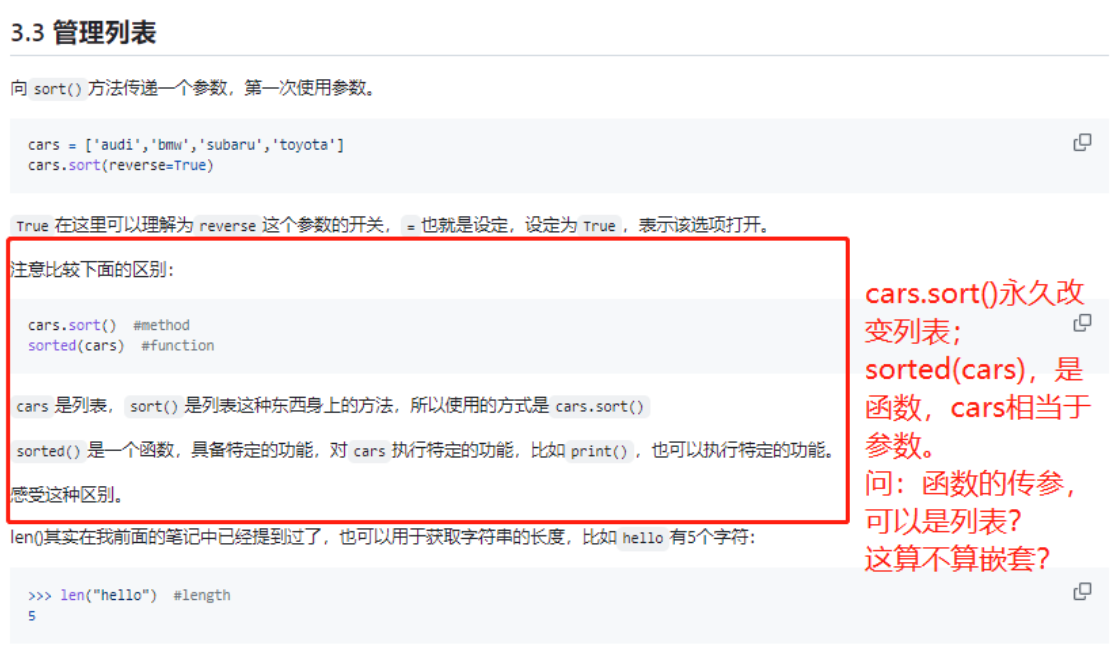 3.3 管理列表
向 sort() 方法传递一个参数，第一次使用参数。
cars = ['audi','bmw','subaru','toyota']
cars.sort(reverse=True)
True 在这里可以理解为 reverse 这个参数的开关， = 也就是设定，设定为 True ，表示该选项打开。
注意比较下面的区别：
cars.sort()  #method
sorted(cars)  #function
cars 是列表， sort() 是列表这种东西身上的方法，所以使用的方式是 cars.sort()
sorted() 是一个函数，具备特定的功能，对 cars 执行特定的功能，比如 print() ，也可以执行特定的功能。
感受这种区别。
cars.sort()永久改
变列表；
sorted(cars)，是
函数，cars相当于
参数。
问：函数的传参，
可以是列表？
这算不算嵌套？
len()其实在我前面的笔记中已经提到过了，也可以用于获取字符串的长度，比如 hello 有5个字符：
>>> len("hello")  #length
5